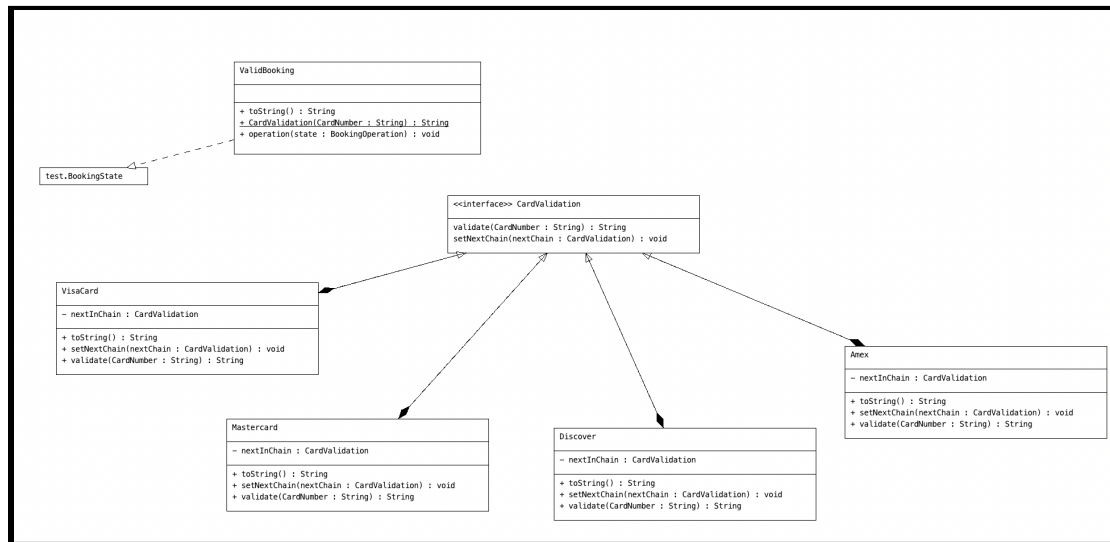 ValidBooking
+ toString() : String
+ CardValidation(CardNumber : String) : String
+ operation(state : BookingOperation) : void
test.BookingState
<<interface>> CardValidation
validate(CardNumber : String) : String
setNextChain(nextChain : CardValidation) : void
VisaCard
− nextInChain : CardValidation
+ toString() : String
+ setNextChain(nextChain : CardValidation) : void
+ validate(CardNumber : String) : String
Amex
− nextInChain : CardValidation
+ toString() : String
+ setNextChain(nextChain : CardValidation) : void
+ validate(CardNumber : String) : String
Mastercard
− nextInChain : CardValidation
+ toString() : String
+ setNextChain(nextChain : CardValidation) : void
+ validate(CardNumber : String) : String
Discover
− nextInChain : CardValidation
+ toString() : String
+ setNextChain(nextChain : CardValidation) : void
+ validate(CardNumber : String) : String